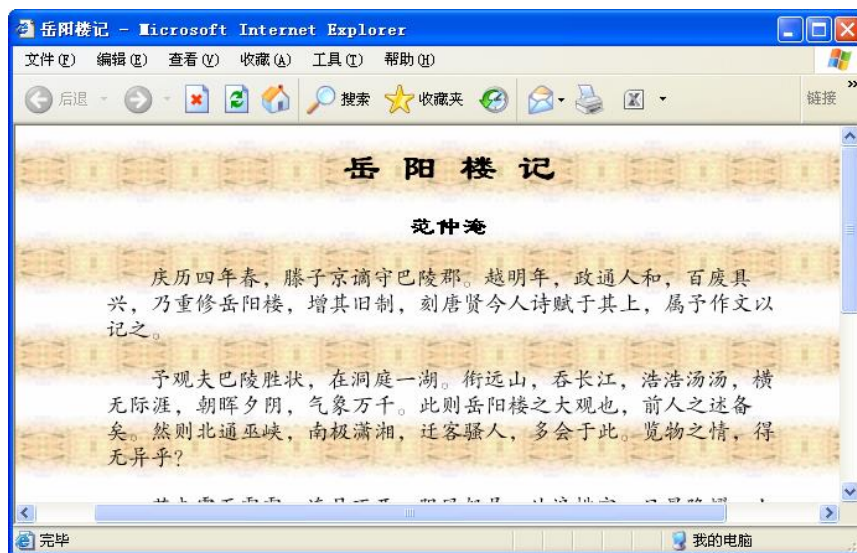 岳阳楼记 - Microsoft Internet Explorer
文件(F) 编辑(E) 查看(V) 收藏(A) 工具(T) 帮助(H)
后退 搜索 收藏夹 链接 »
岳 阳 楼 记
范仲淹
庆历四年春，滕子京谪守巴陵郡。越明年，政通人和，百废具
兴，乃重修岳阳楼，增其旧制，刻唐贤今人诗赋于其上，属予作文以
记之。
予观夫巴陵胜状，在洞庭一湖。衔远山，吞长江，浩浩汤汤，横
无际涯，朝晖夕阴，气象万千。此则岳阳楼之大观也，前人之述备
矣。然则北通巫峡，南极潇湘，迁客骚人，多会于此。览物之情，得
无异乎？
完毕 我的电脑